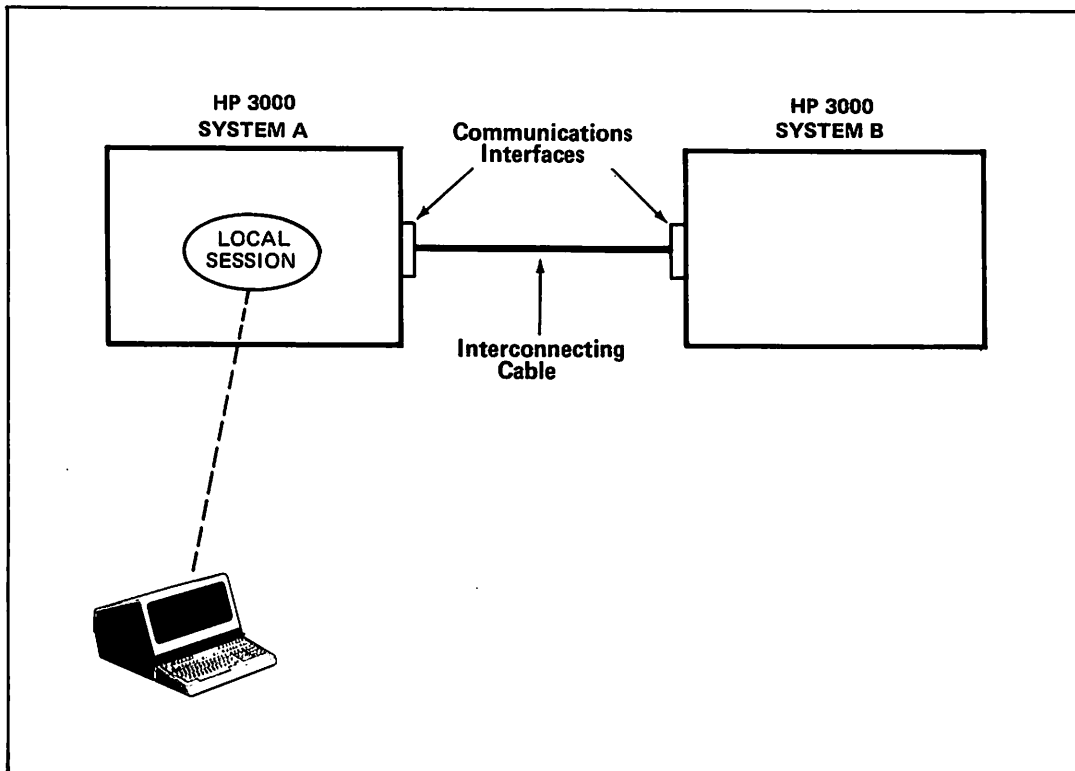 HP 3000
SYSTEM A
HP 3000
SYSTEM B
Communications
Interfaces
LOCAL
SESSION
Interconnecting
Cable